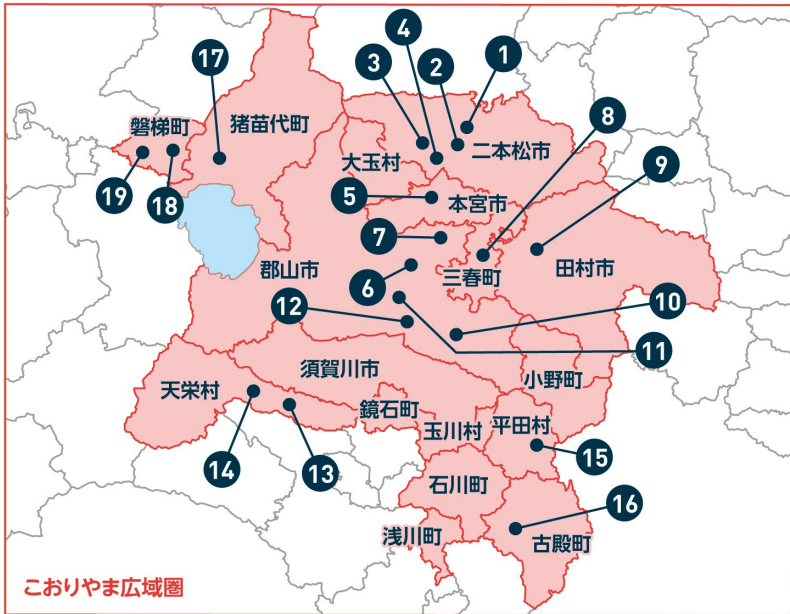 4
1
17
3
2
8
磐梯町
猪苗代町
二本松市
大玉村
19
18
5
本宮市
9
7
郡山市
三春町
田村市
6
12
10
11
須賀川市
小野町
天栄村
鏡石町
玉川村
平田村
14
13
15
石川町
16
浅川町
古殿町
こおりやま広域圏